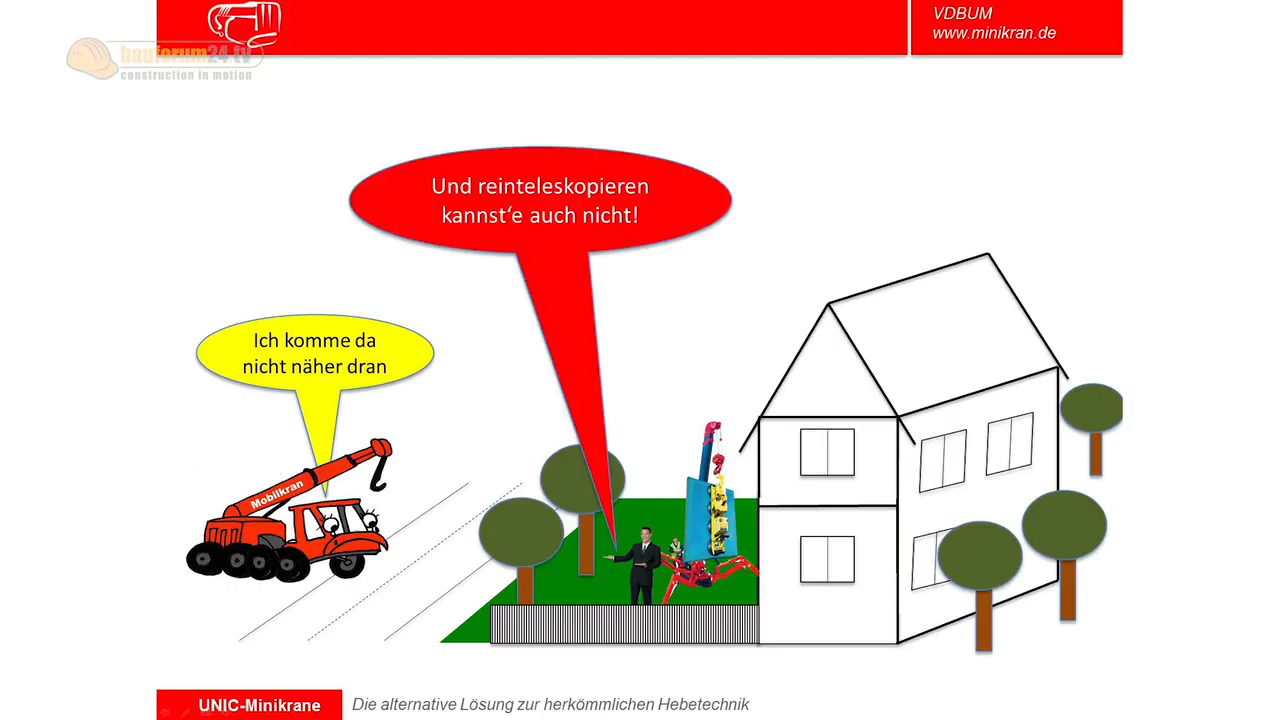 VDBUM
www.minikran.de
bauforum24.tv
construction in motion
Und reinteleskopieren
kannst‘e auch nicht!
Ich komme da
nicht näher dran
Mobilkran
UNIC-Minikrane
Die alternative Lösung zur herkömmlichen Hebetechnik